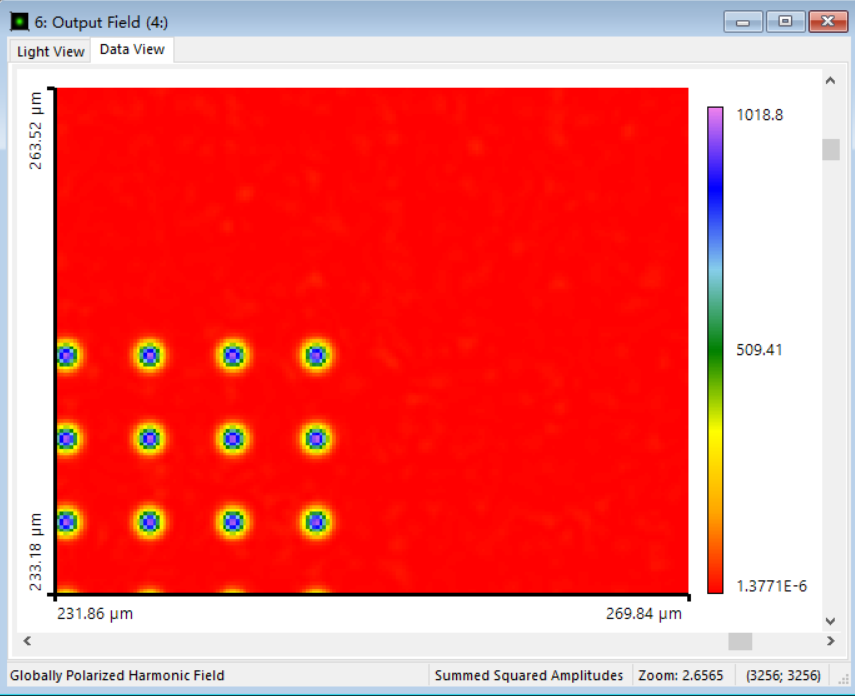 6: Output Field (4:)
Light View
Data View
263.52 µm
233.18 µm
231.86 µm
269.84 µm
1018.8
509.41
1.3771E-6
Globally Polarized Harmonic Field
Summed Squared Amplitudes
Zoom: 2.6565
(3256; 3256)